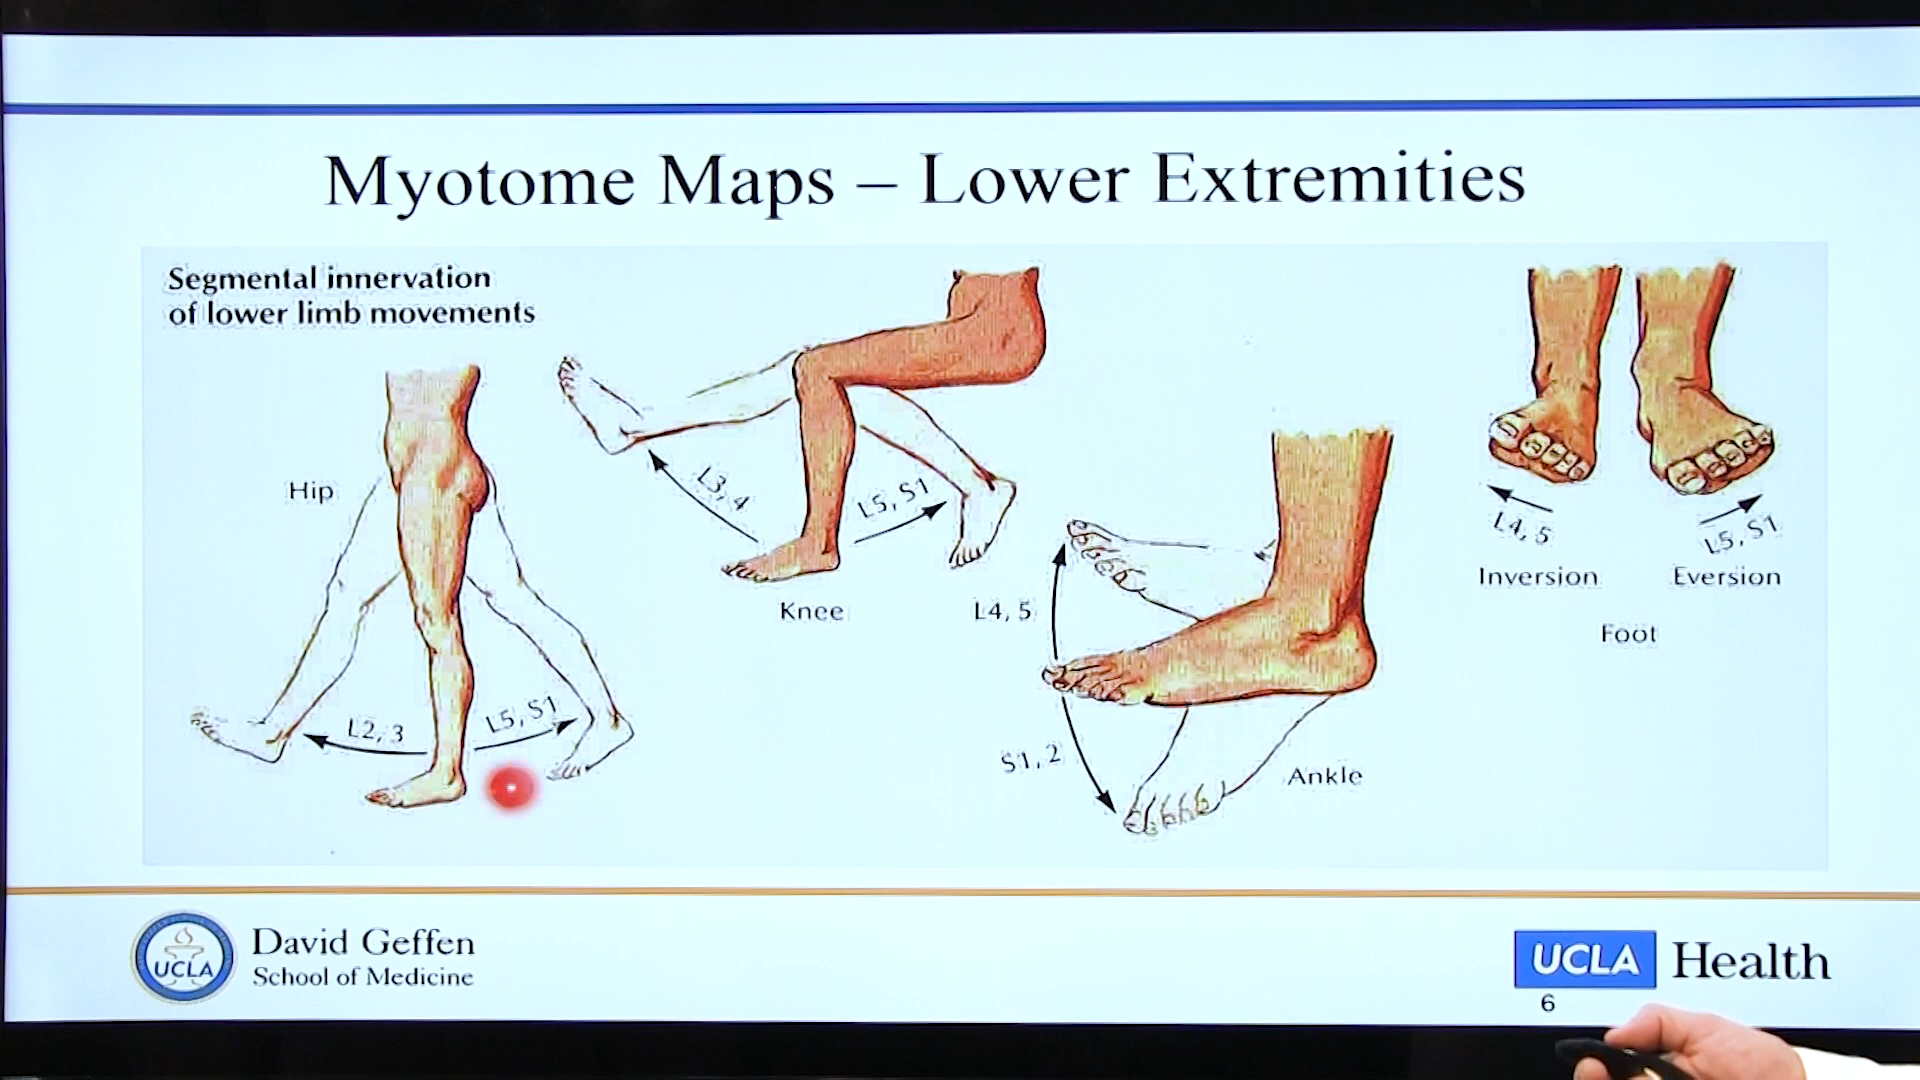 Myotome Maps – Lower Extremities
Segmental innervation
of lower limb movements
Hip
L2, 3
L5, S1
L3, 4
L5, S1
Knee
L4, 5
S1, 2
Ankle
L4, 5
L5, S1
Inversion
Eversion
Foot
UCLA
David Geffen
School of Medicine
UCLA Health
6